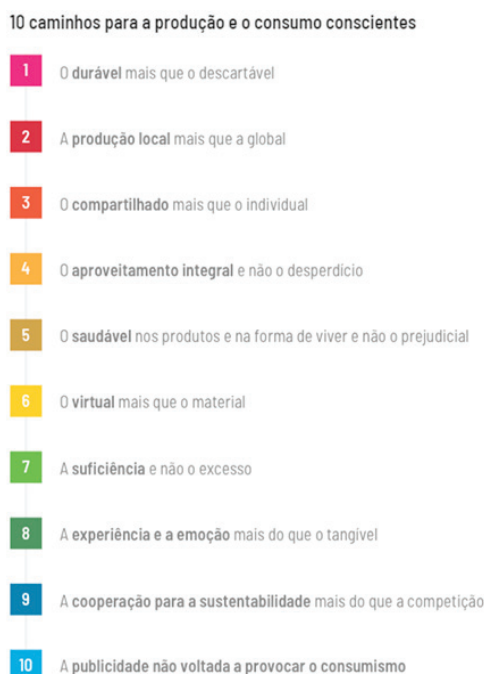 10 caminhos para a produção e o consumo conscientes
1 O durável mais que o descartável
2 A produção local mais que a global
3 O compartilhado mais que o individual
4 O aproveitamento integral e não o desperdício
5 O saudável nos produtos e na forma de viver e não o prejudicial
6 O virtual mais que o material
7 A suficiência e não o excesso
8 A experiência e a emoção mais do que o tangível
9 A cooperação para a sustentabilidade mais do que a competição
10 A publicidade não voltada a provocar o consumismo